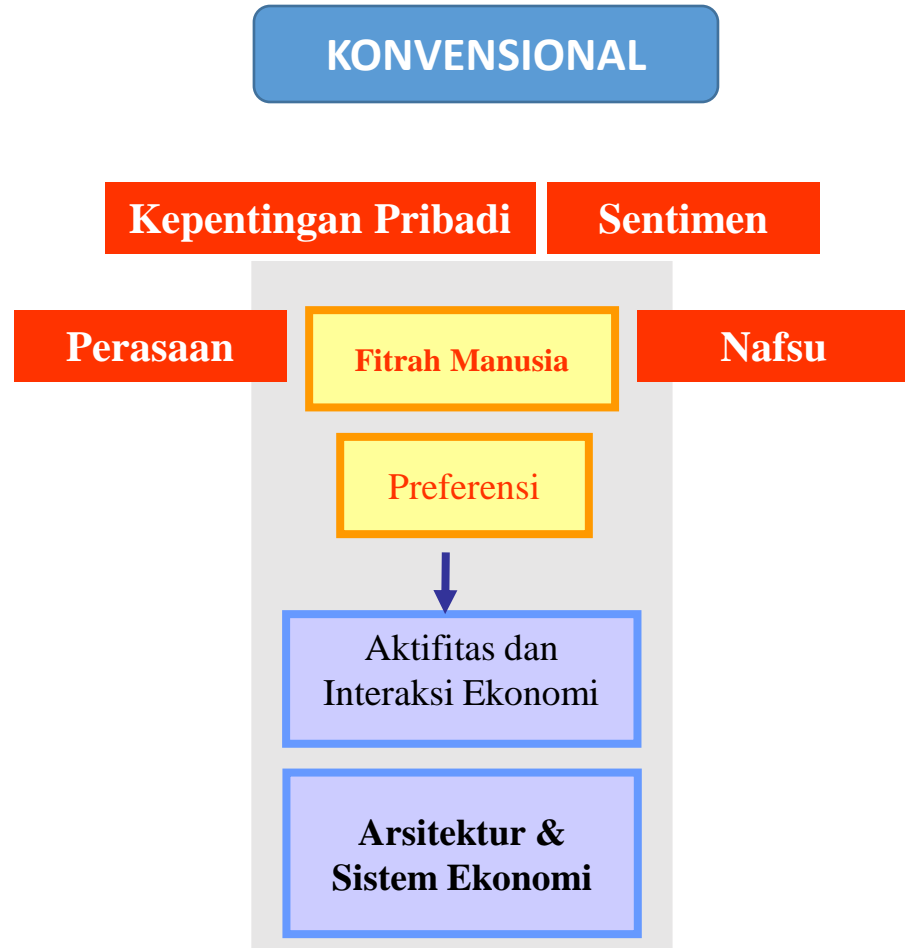 KONVENSIONAL
Kepentingan Pribadi
Sentimen
Perasaan
Fitrah Manusia
Nafsu
Preferensi
Aktifitas dan
Interaksi Ekonomi
Arsitektur &
Sistem Ekonomi